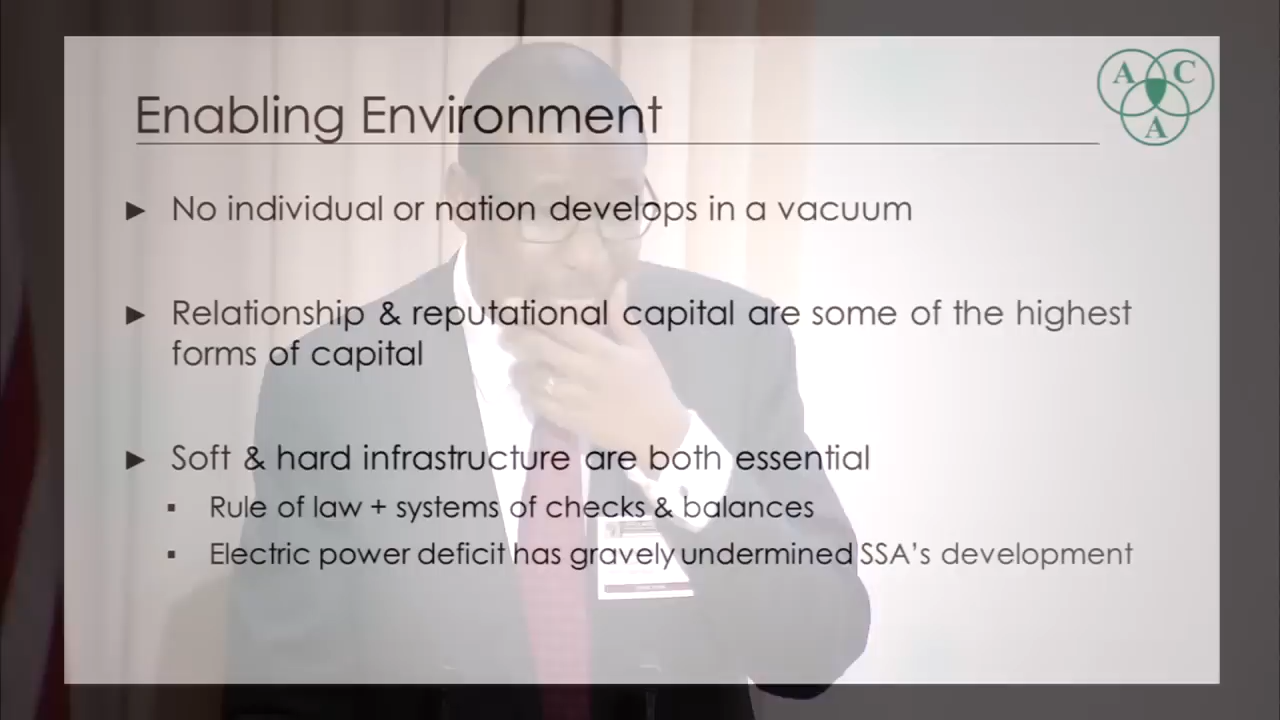 A C
A
Enabling Environment
► No individual or nation develops in a vacuum
► Relationship & reputational capital are some of the highest
forms of capital
► Soft & hard infrastructure are both essential
▪ Rule of law + systems of checks & balances
▪ Electric power deficit has gravely undermined SSA's development